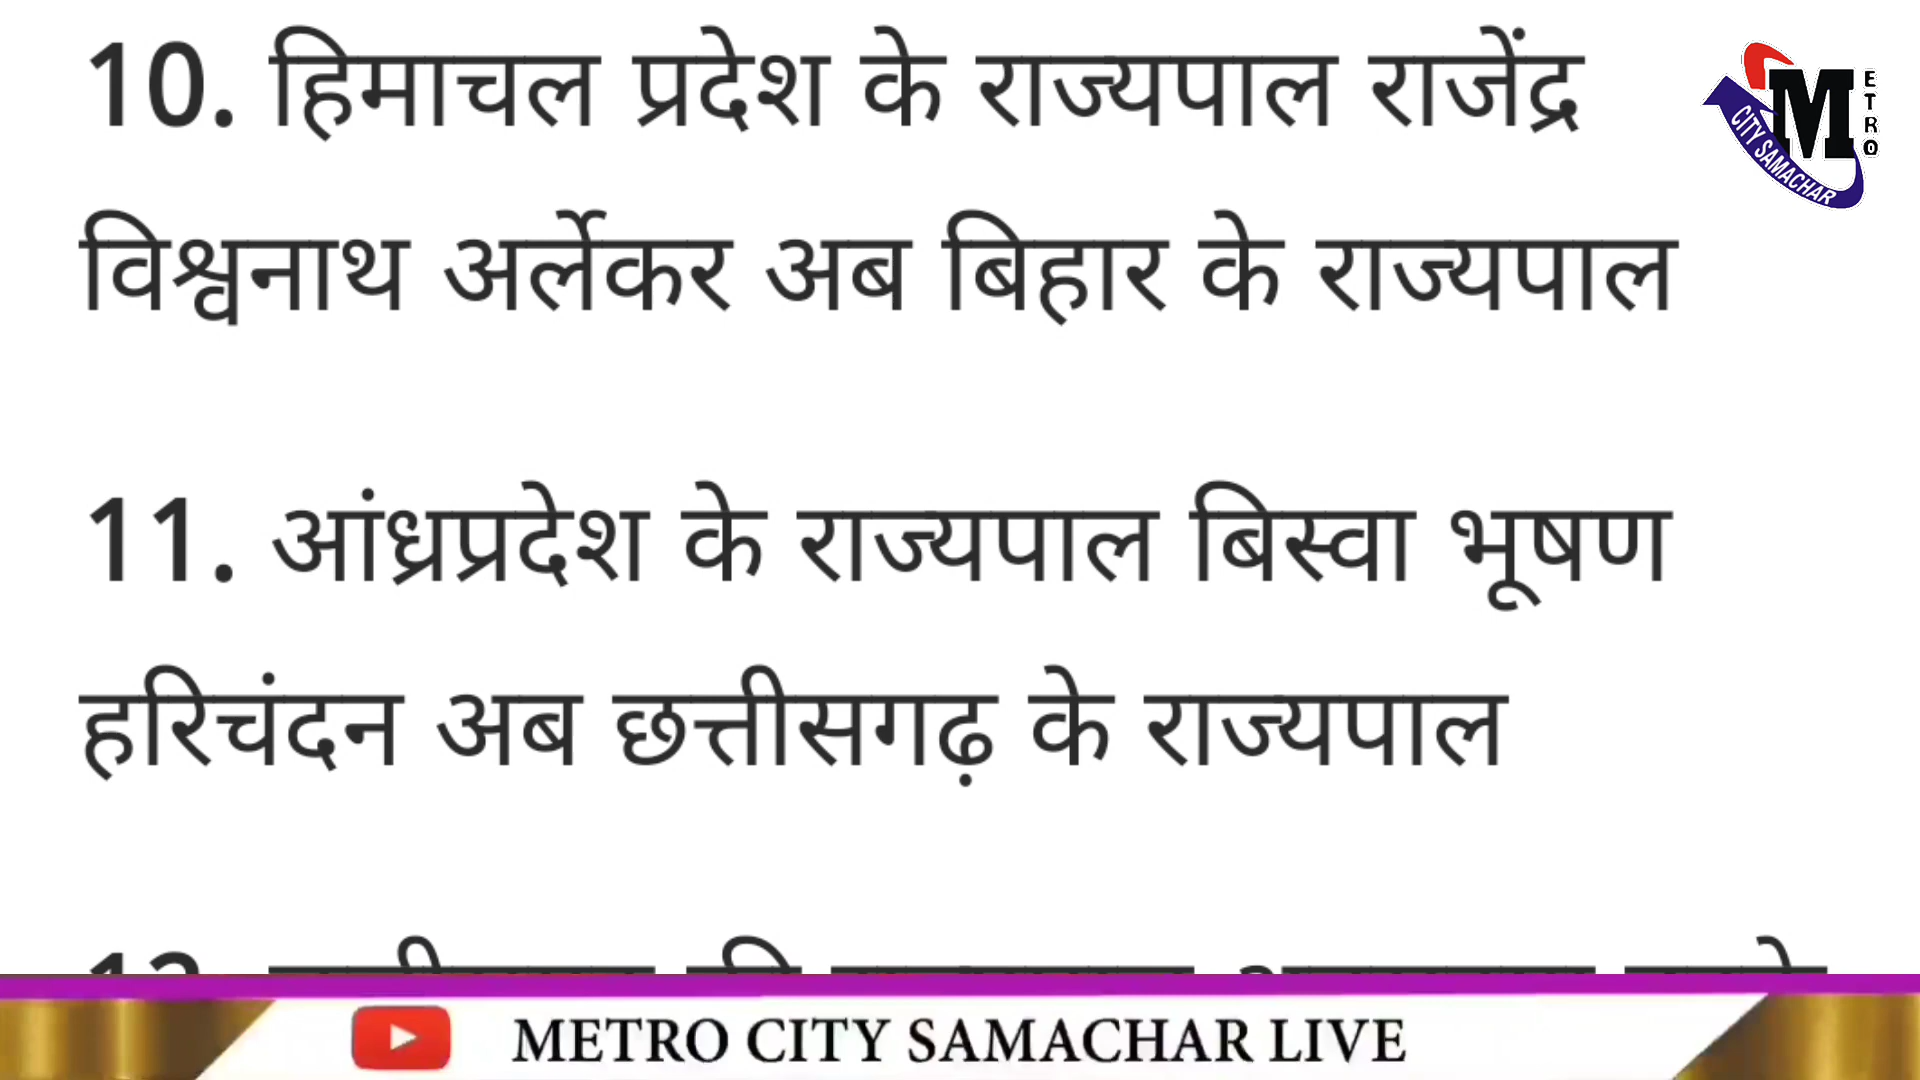 10. हिमाचल प्रदेश के राज्यपाल राजेंद्र
विश्वनाथ अर्लेकर अब बिहार के राज्यपाल
11. आंध्रप्रदेश के राज्यपाल बिस्वा भूषण
हरिचंदन अब छत्तीसगढ़ के राज्यपाल
METRO
CITY SAMACHAR
METRO CITY SAMACHAR LIVE